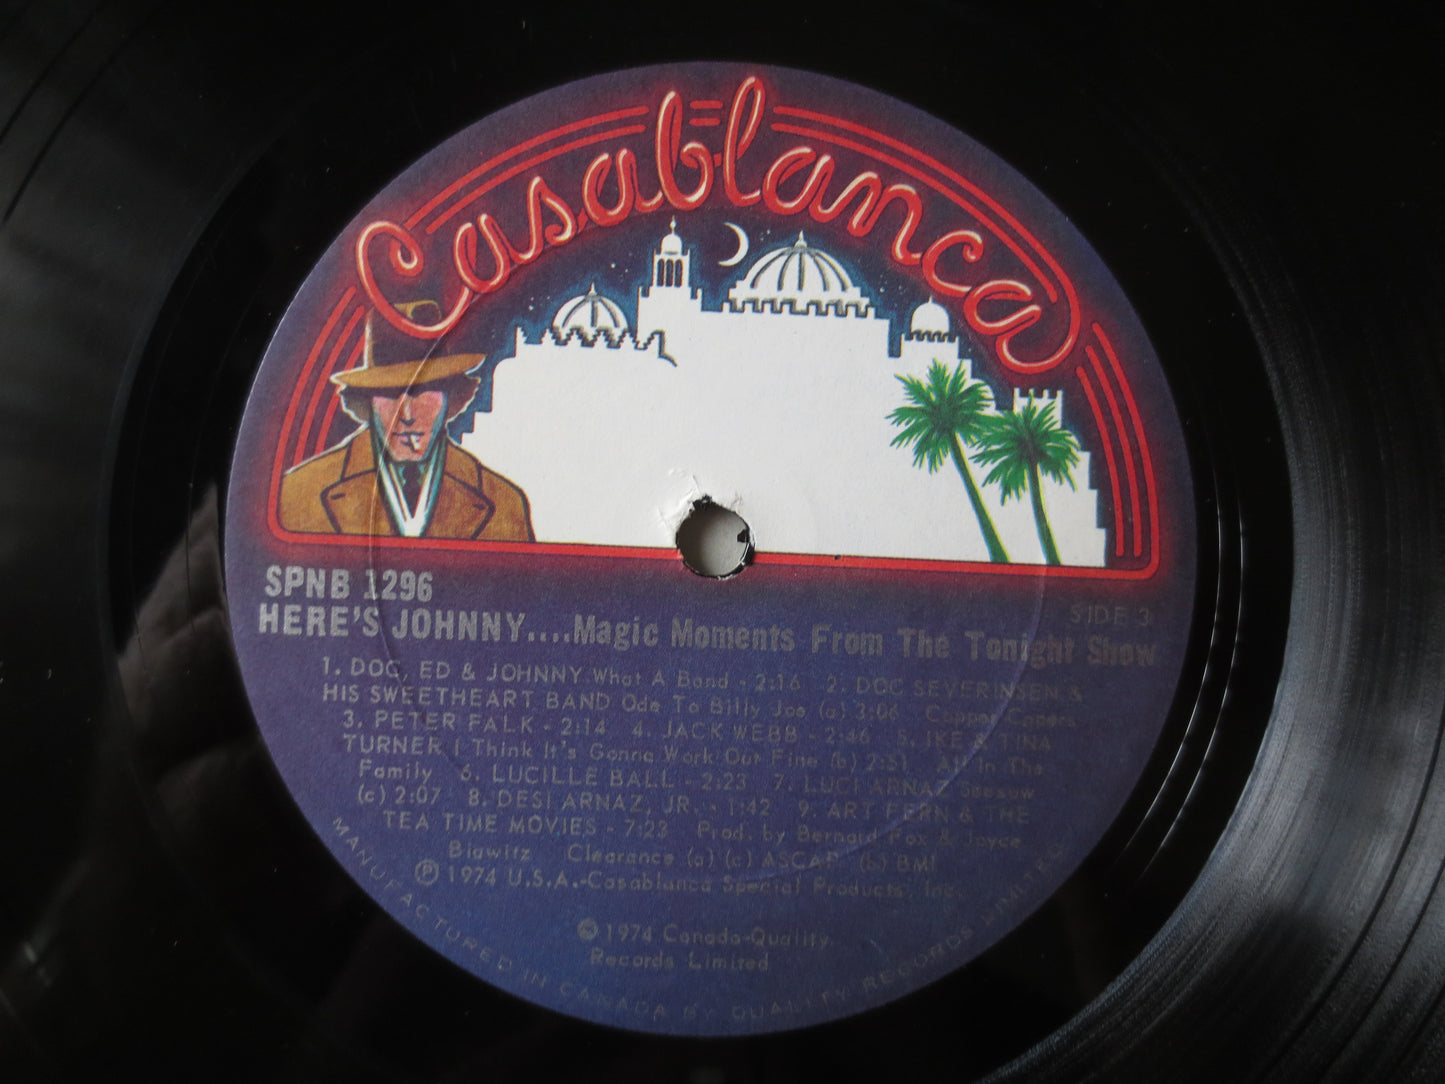 Casablanca
SPNB 1296
SIDE 3
HERE'S JOHNNY....Magic Moments From The Tonight Show
1. DOC, ED & JOHNNY What A Band - 2:16 2. DOC SEVERINSEN &
HIS SWEETHEART BAND Ode To Billy Joe (a) 3:06 Capper Capers
3. PETER FALK - 2:14 4. JACK WEBB - 2:46 5. IKE & TINA
TURNER I Think It's Gonna Work Out Fine (b) 2:51 All In The
Family 6. LUCILLE BALL - 2:23 7. LUCI ARNAZ Seesaw
(c) 2:07 8. DESI ARNAZ, JR. - 1:42 9. ART FERN & THE
TEA TIME MOVIES - 7:23 Prod. by Bernard Fox & Joyce
Biawitz Clearance (a) (c) ASCAP (b) BMI
℗ 1974 U.S.A.-Casablanca Special Products, Inc.
© 1974 Canada-Quality
Records Limited
MANUFACTURED IN CANADA BY QUALITY RECORDS LIMITED